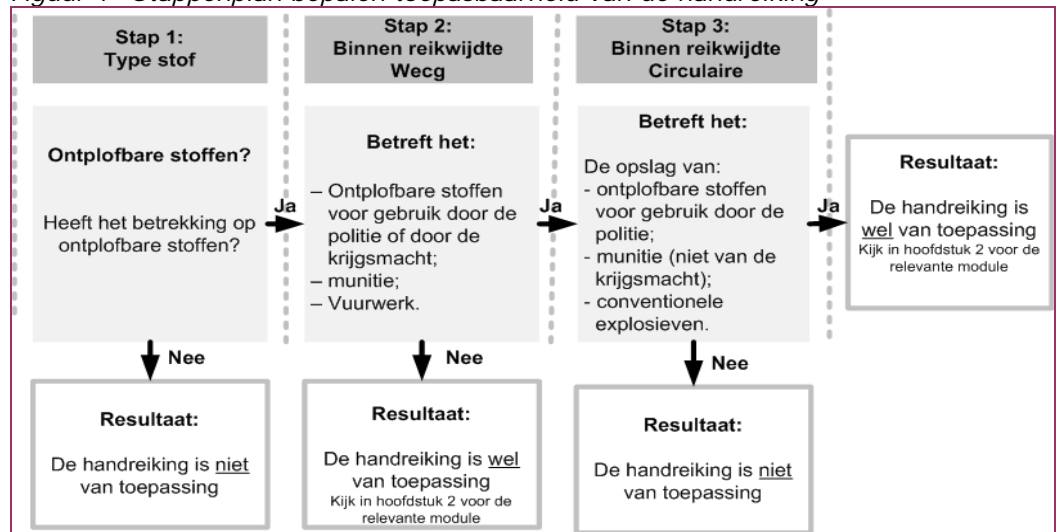 Figuur 1 Stappenplan bepalen toepasbaarheid van de handreiking
Stap 1:
Type stof
Ontplofbare stoffen?
Heeft het betrekking op
ontplofbare stoffen?
Ja
Nee
Resultaat:
De handreiking is niet
van toepassing
Stap 2:
Binnen reikwijdte
Wecg
Betreft het:
– Ontplofbare stoffen
voor gebruik door de
politie of door de
krijgsmacht;
– munitie;
– Vuurwerk.
Ja
Nee
Resultaat:
De handreiking is wel
van toepassing
Kijk in hoofdstuk 2 voor de
relevante module
Stap 3:
Binnen reikwijdte
Circulaire
Betreft het:
De opslag van:
- ontplofbare stoffen
voor gebruik door de
politie;
- munitie (niet van de
krijgsmacht);
- conventionele
explosieven.
Ja
Nee
Resultaat:
De handreiking is niet
van toepassing
Resultaat:
De handreiking is
wel van toepassing
Kijk in hoofdstuk 2 voor de
relevante module